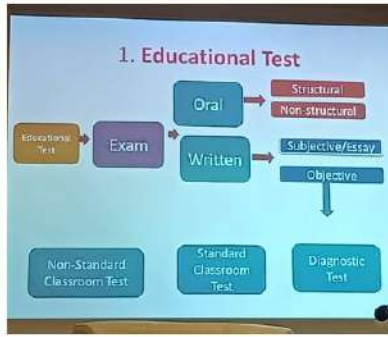 1. Educational Test
Oral
Structural
Non-structural
Educational
Test
Exam
Written
Subjective/Essay
Objective
Non-Standard
Classroom Test
Standard
Classroom
Test
Diagnostic
Test